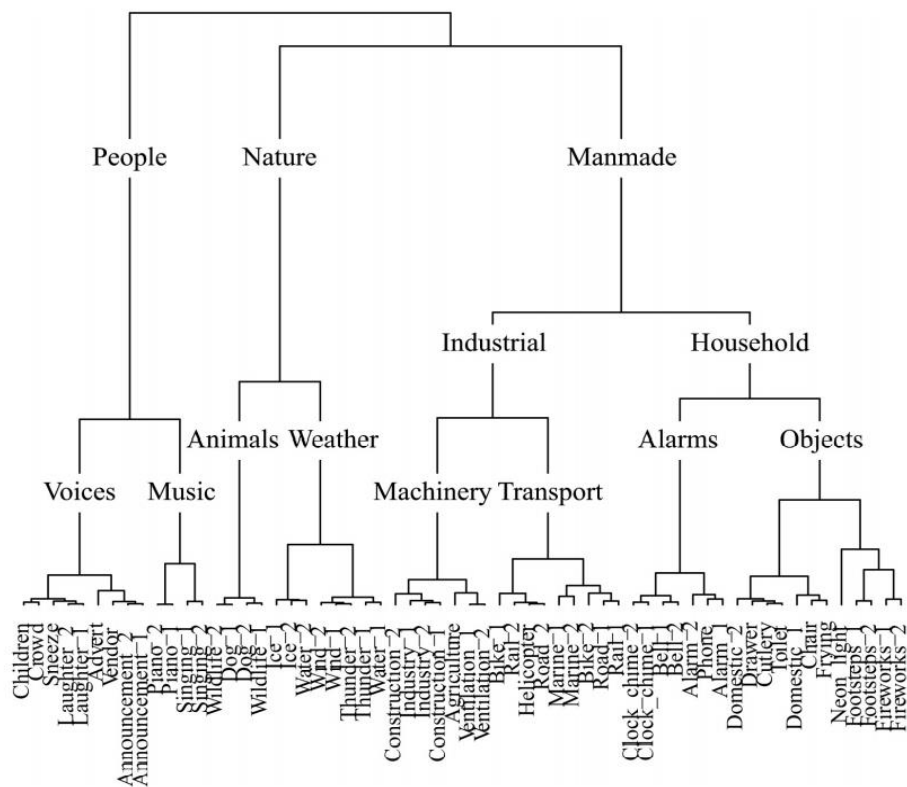 People
Nature
Manmade
Industrial
Household
Animals
Weather
Alarms
Objects
Voices
Music
Machinery
Transport
Children
Crowd
Sneeze
Laughter_2
Laughter_1
Advert
Vendor
Announcement_2
Announcement_1
Piano_2
Piano_1
Singing_1
Singing_2
Wildlife_2
Dog_1
Dog_2
Wildlife_1
Ice_1
Ice_2
Water_2
Wind_2
Wind_1
Thunder_2
Thunder_1
Water_1
Construction_2
Industry_1
Industry_2
Construction_1
Agriculture
Ventilation_1
Ventilation_2
Bike_1
Rail_2
Helicopter
Road_2
Marine_1
Marine_2
Bike_2
Road_1
Rail_1
Clock_chime_2
Clock_chime_1
Bell_1
Bell_2
Alarm_2
Phone
Alarm_1
Domestic_2
Drawer
Cutlery
Toilet
Domestic_1
Chair
Frying
Neon light
Footsteps_1
Footsteps_2
Fireworks_1
Fireworks_2